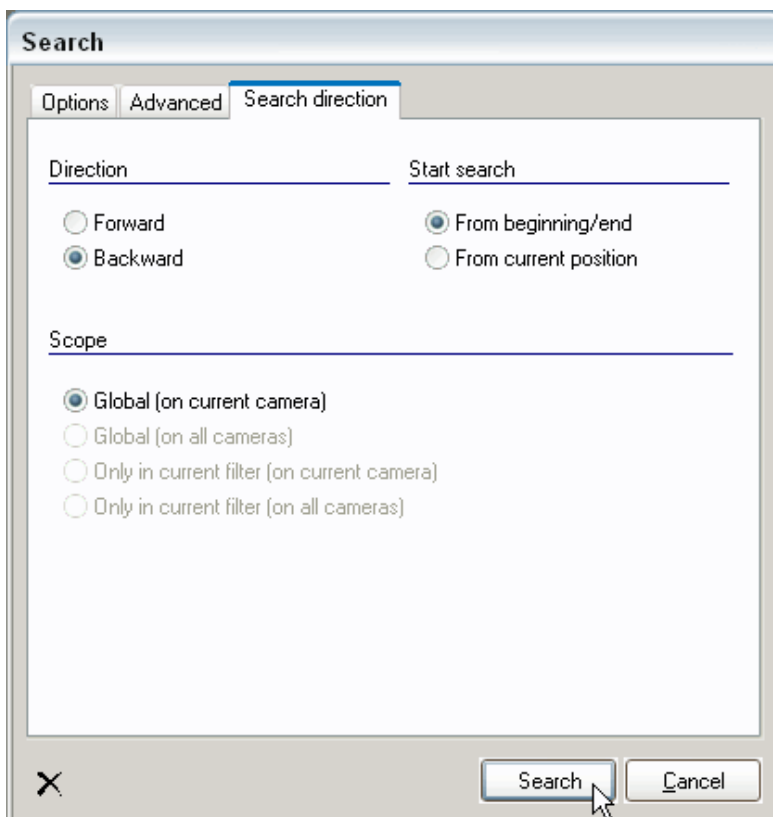 Search
Options Advanced Search direction
Direction Start search
Forward From beginning/end
Backward From current position
Scope
Global (on current camera)
Global (on all cameras)
Only in current filter (on current camera)
Only in current filter (on all cameras)
Search Cancel